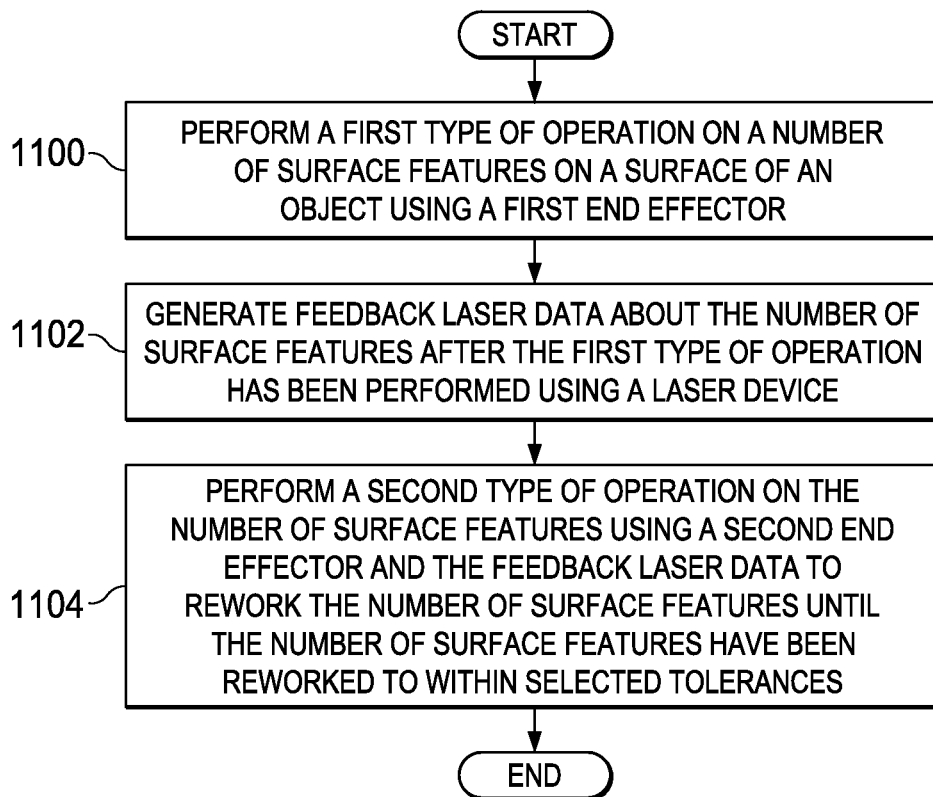 START
1100
PERFORM A FIRST TYPE OF OPERATION ON A NUMBER
OF SURFACE FEATURES ON A SURFACE OF AN
OBJECT USING A FIRST END EFFECTOR
1102
GENERATE FEEDBACK LASER DATA ABOUT THE NUMBER OF
SURFACE FEATURES AFTER THE FIRST TYPE OF OPERATION
HAS BEEN PERFORMED USING A LASER DEVICE
1104
PERFORM A SECOND TYPE OF OPERATION ON THE
NUMBER OF SURFACE FEATURES USING A SECOND END
EFFECTOR AND THE FEEDBACK LASER DATA TO
REWORK THE NUMBER OF SURFACE FEATURES UNTIL
THE NUMBER OF SURFACE FEATURES HAVE BEEN
REWORKED TO WITHIN SELECTED TOLERANCES
END